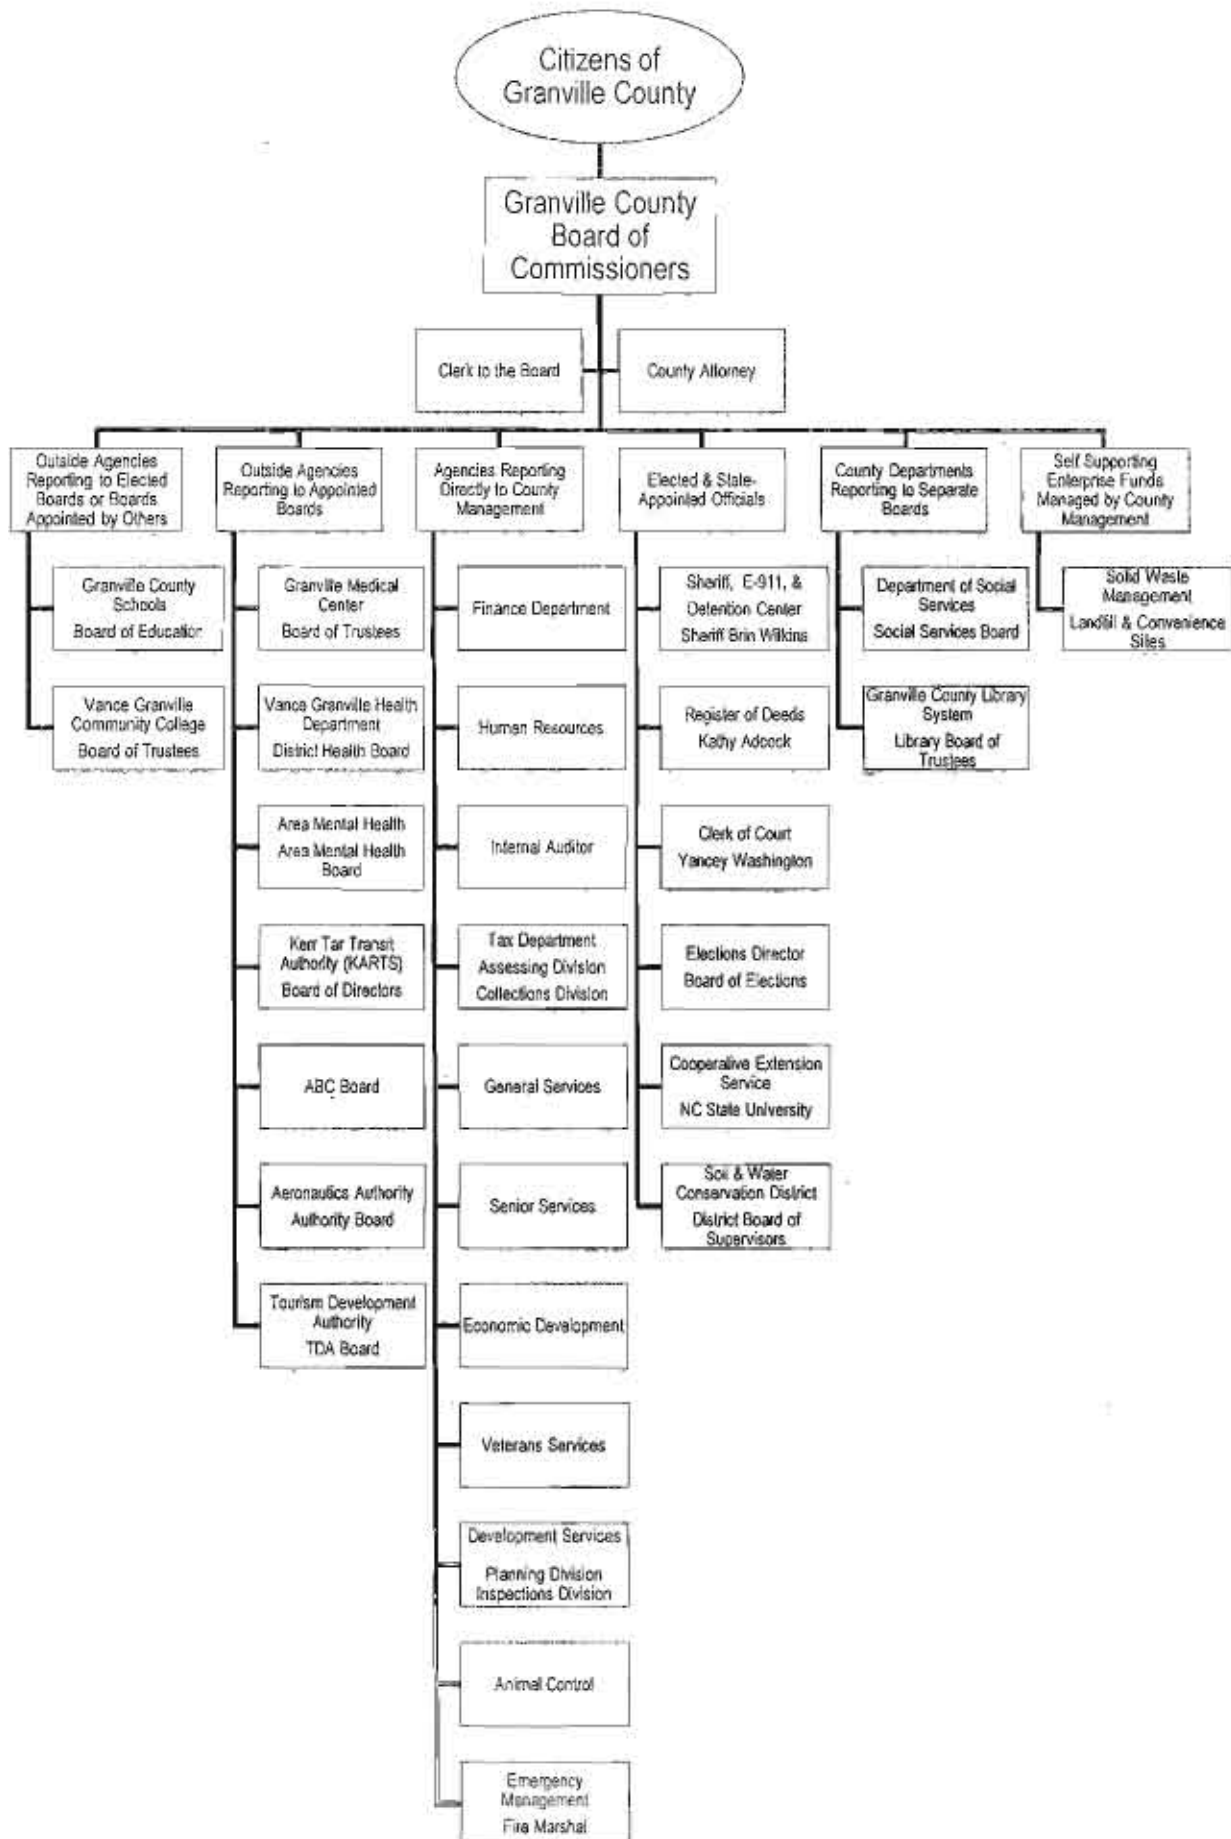 Citizens of
Granville County
Granville County
Board of
Commissioners
Clerk to the Board
County Attorney
Outside Agencies
Reporting to Elected
Boards or Boards
Appointed by Others
Outside Agencies
Reporting to Appointed
Boards
Agencies Reporting
Directly to County
Management
Elected & State-
Appointed Officials
County Departments
Reporting to Separate
Boards
Self Supporting
Enterprise Funds
Managed by County
Management
Granville County
Schools
Board of Education
Vance Granville
Community College
Board of Trustees
Granville Medical
Center
Board of Trustees
Vance Granville Health
Department
District Health Board
Area Mental Health
Area Mental Health
Board
Kerr Tar Transit
Authority (KARTS)
Board of Directors
ABC Board
Aeronautics Authority
Authority Board
Tourism Development
Authority
TDA Board
Finance Department
Human Resources
Internal Auditor
Tax Department
Assessing Division
Collections Division
General Services
Senior Services
Economic Development
Veterans Services
Development Services
Planning Division
Inspections Division
Animal Control
Emergency
Management
Fire Marshal
Sheriff, E-911, &
Detention Center
Sheriff Brin Wilkins
Register of Deeds
Kathy Adcock
Clerk of Court
Yancey Washington
Elections Director
Board of Elections
Cooperative Extension
Service
NC State University
Soil & Water
Conservation District
District Board of
Supervisors
Department of Social
Services
Social Services Board
Granville County Library
System
Library Board of
Trustees
Solid Waste
Management
Landfill & Convenience
Sites